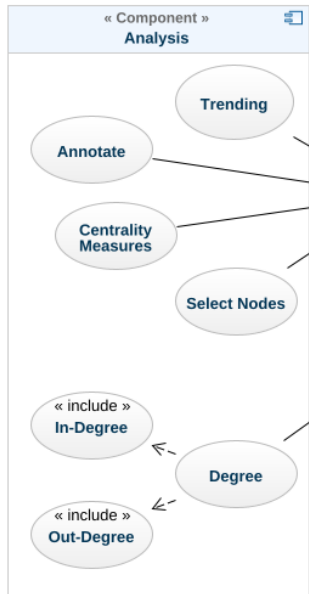 « Component »
Analysis
Trending
Annotate
Centrality
Measures
Select Nodes
« include »
In-Degree
Degree
« include »
Out-Degree